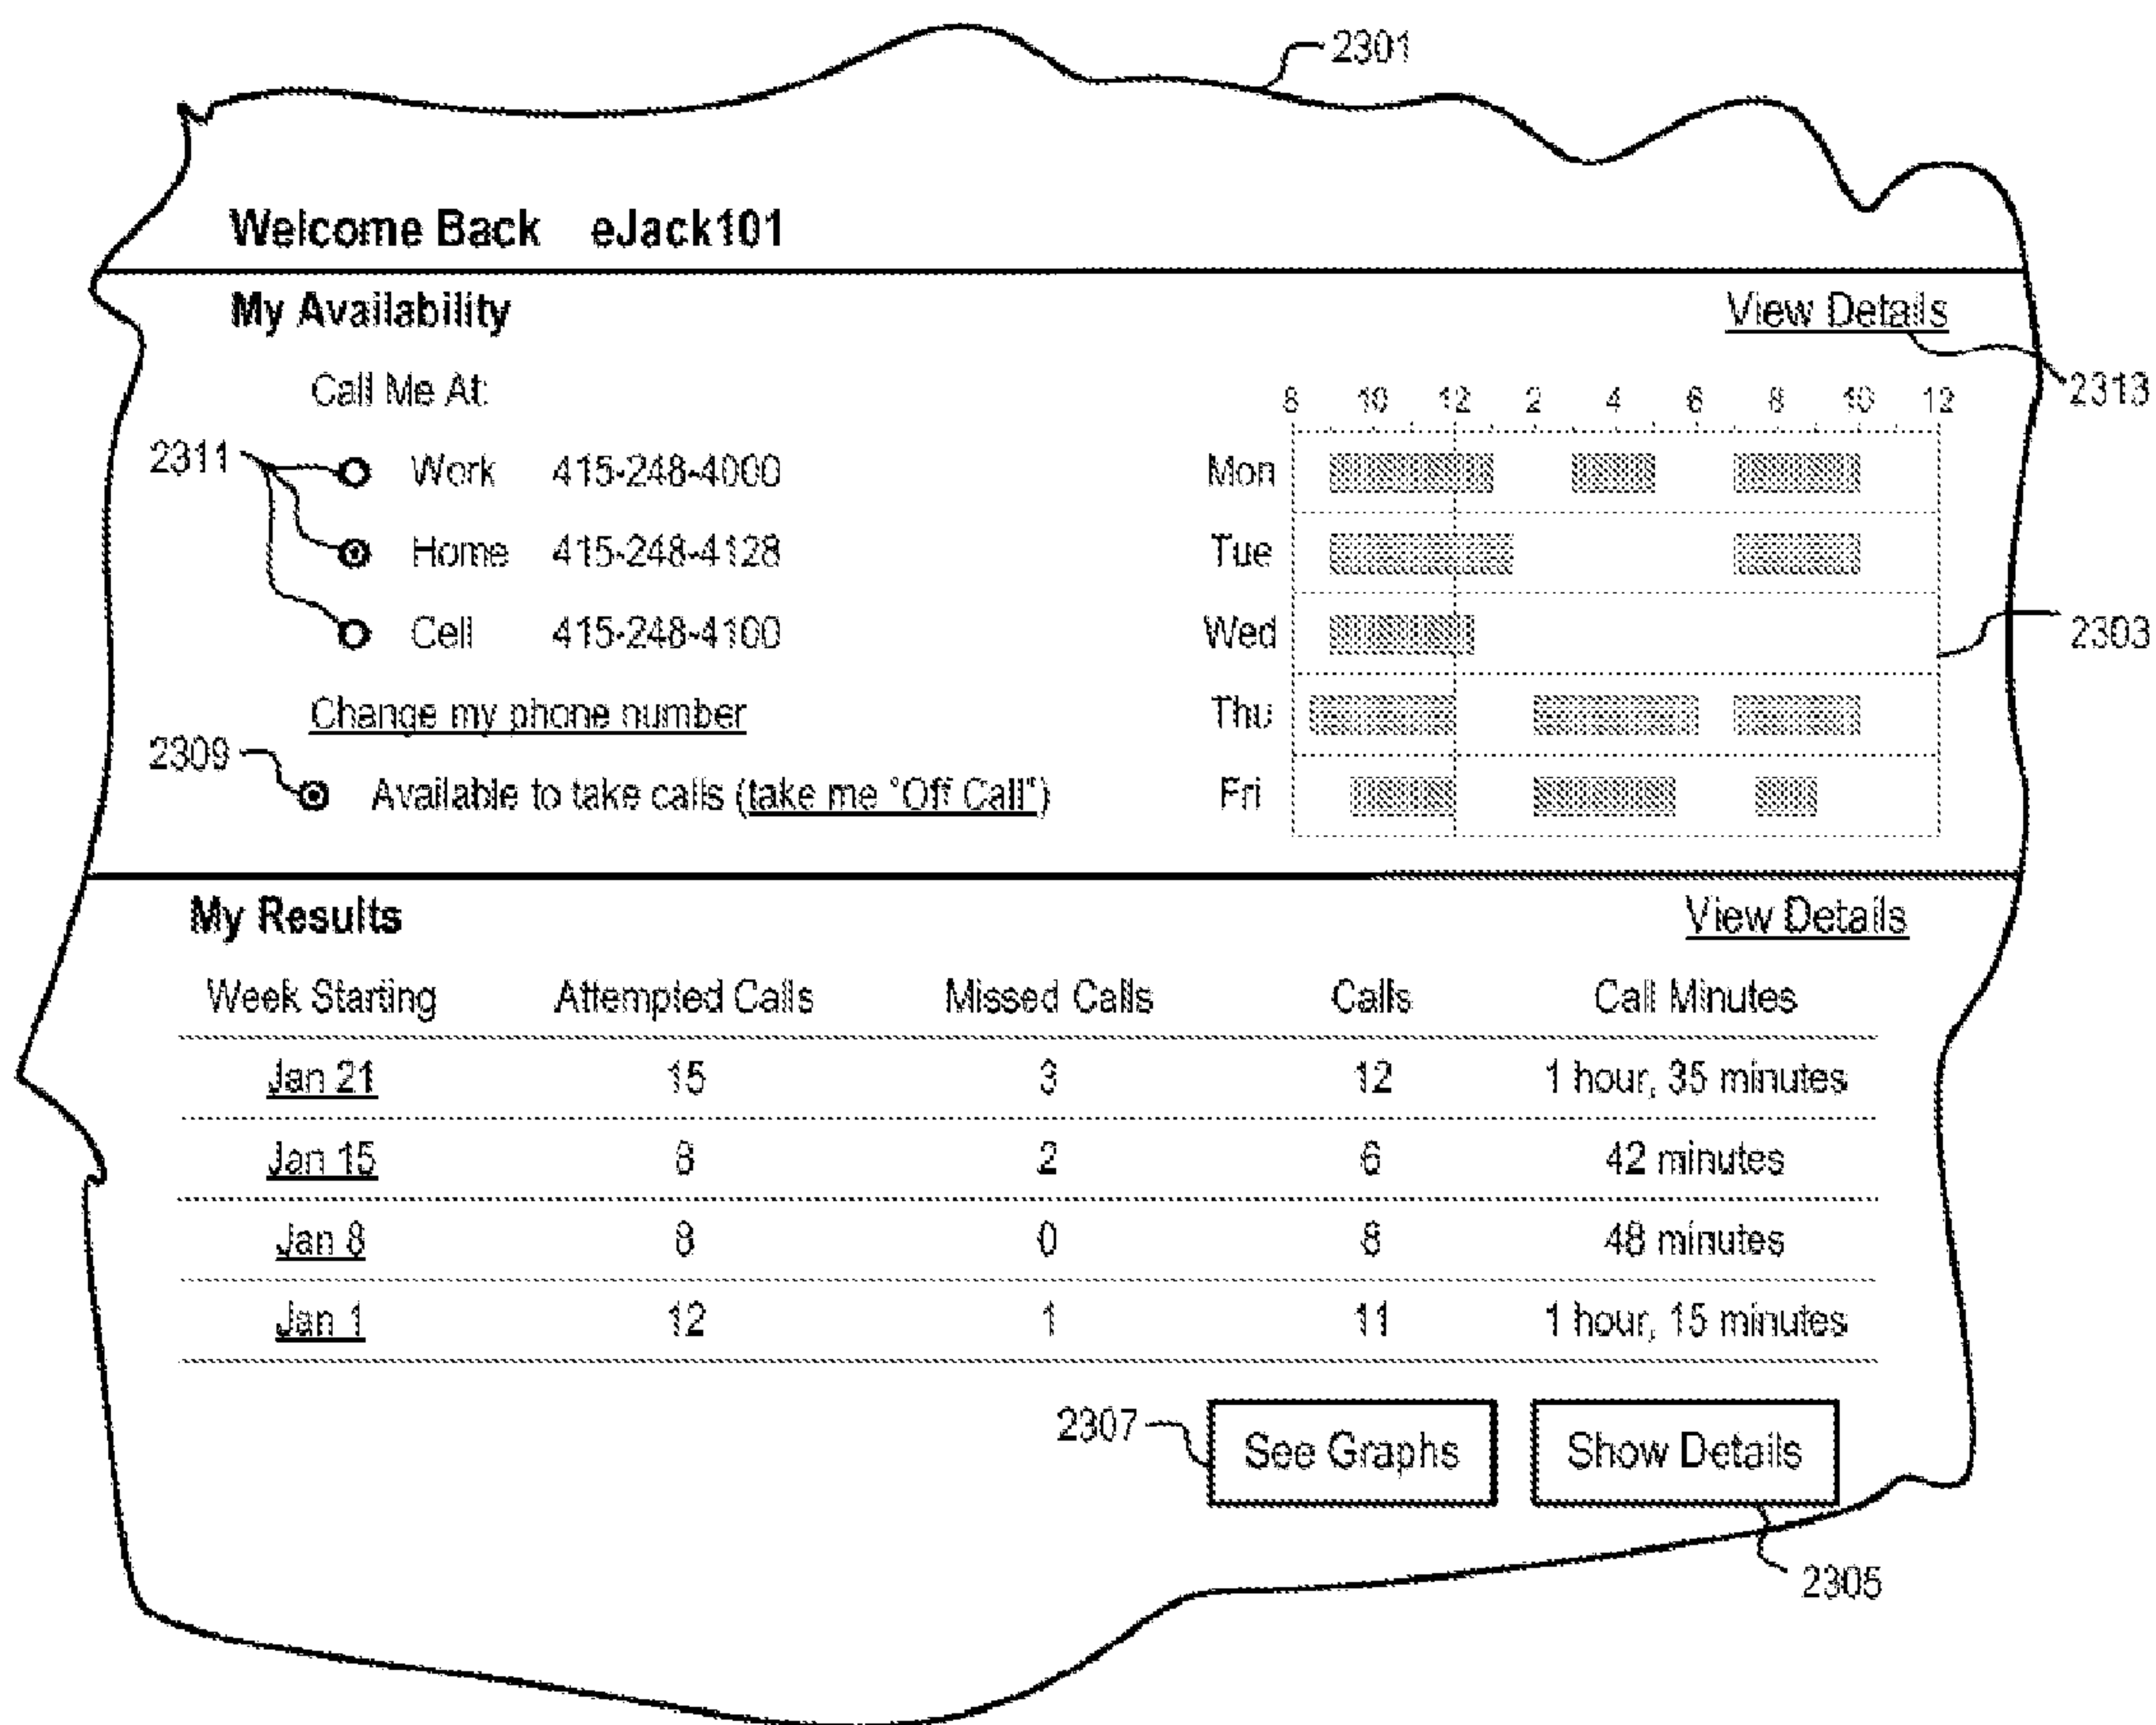 2301
Welcome Back eJack101
My Availability View Details
2313
Call Me At:
8 10 12 2 4 6 8 10 12
2311 Work 415-248-4000 Mon
Home 415-248-4128 Tue
Cell 415-248-4100 Wed 2303
Change my phone number Thu
2309 Available to take calls (take me "Off Call") Fri
My Results View Details
Week Starting Attempted Calls Missed Calls Calls Call Minutes
Jan 21 15 3 12 1 hour, 35 minutes
Jan 15 8 2 6 42 minutes
Jan 8 8 0 8 48 minutes
Jan 1 12 1 11 1 hour, 15 minutes
2307 See Graphs Show Details
2305